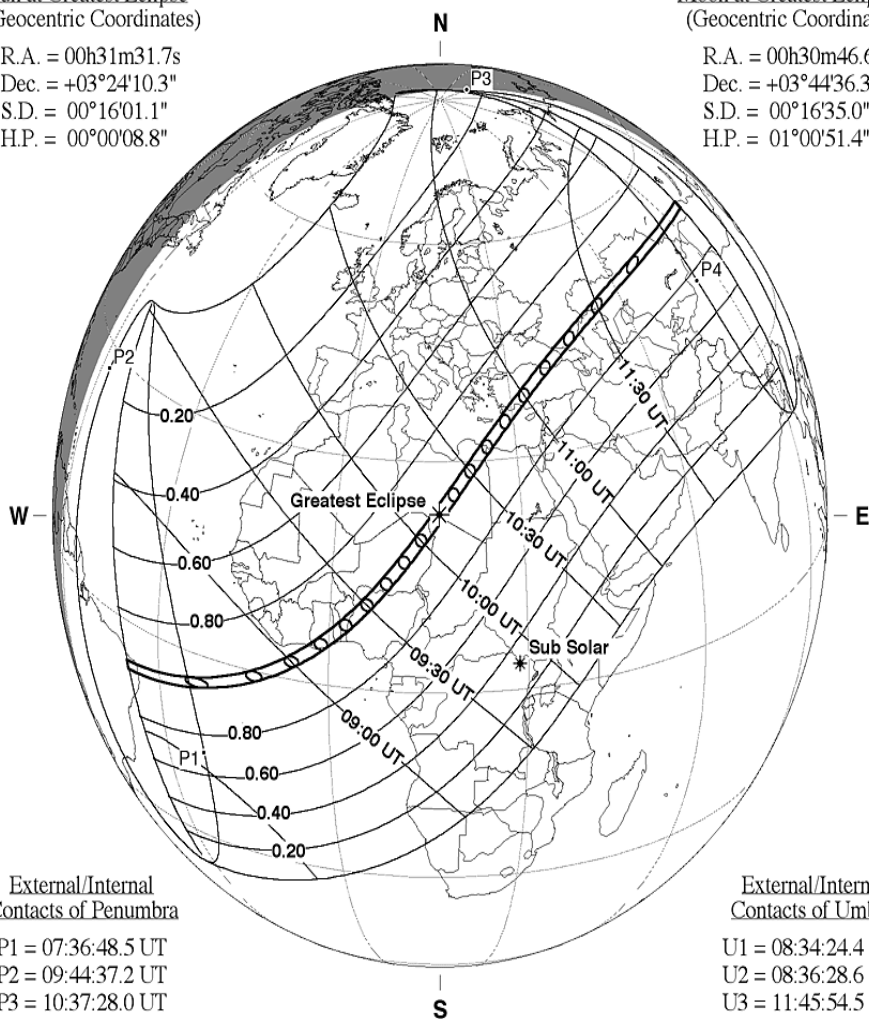 (Geocentric Coordinates)
R.A. = 00h31m31.7s
Dec. = +03°24'10.3"
S.D. = 00°16'01.1"
H.P. = 00°00'08.8"
Moon at Greatest Eclipse
(Geocentric Coordina
R.A. = 00h30m46.6
Dec. = +03°44'36.3
S.D. = 00°16'35.0"
H.P. = 01°00'51.4"
N
P3
P4
P2
0.20
11:30 UT
0.40
11:00 UT
Greatest Eclipse
W
E
10:30 UT
0.60
10:00 UT
0.80
Sub Solar
09:30 UT
09:00 UT
0.80
P1
0.60
0.40
0.20
External/Internal
Contacts of Penumbra
P1 = 07:36:48.5 UT
P2 = 09:44:37.2 UT
P3 = 10:37:28.0 UT
External/Intern
Contacts of Umb
U1 = 08:34:24.4
U2 = 08:36:28.6
U3 = 11:45:54.5
S